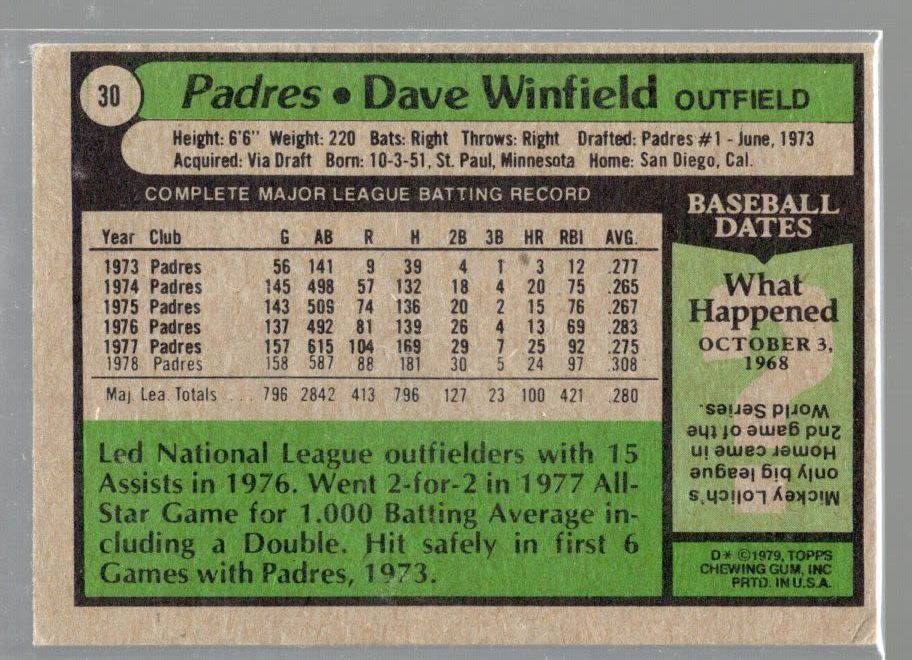 30
Padres • Dave Winfield OUTFIELD
Height: 6'6" Weight: 220 Bats: Right Throws: Right Drafted: Padres #1 - June, 1973
Acquired: Via Draft Born: 10-3-51, St. Paul, Minnesota Home: San Diego, Cal.
COMPLETE MAJOR LEAGUE BATTING RECORD
Year Club G AB R H 2B 3B HR RBI AVG.
1973 Padres 56 141 9 39 4 1 3 12 .277
1974 Padres 145 498 57 132 18 4 20 75 .265
1975 Padres 143 509 74 136 20 2 15 76 .267
1976 Padres 137 492 81 139 26 4 13 69 .283
1977 Padres 157 615 104 169 29 7 25 92 .275
1978 Padres 158 587 88 181 30 5 24 97 .308
Maj. Lea. Totals . . . 796 2842 413 796 127 23 100 421 .280
Led National League outfielders with 15
Assists in 1976. Went 2-for-2 in 1977 All-
Star Game for 1.000 Batting Average in-
cluding a Double. Hit safely in first 6
Games with Padres, 1973.
BASEBALL
DATES
What
Happened
OCTOBER 3,
1968
?
Mickey Lolich's
only big league
Homer came in
2nd game of the
World Series.
D* ©1979, TOPPS
CHEWING GUM, INC
PRTD. IN U.S.A.